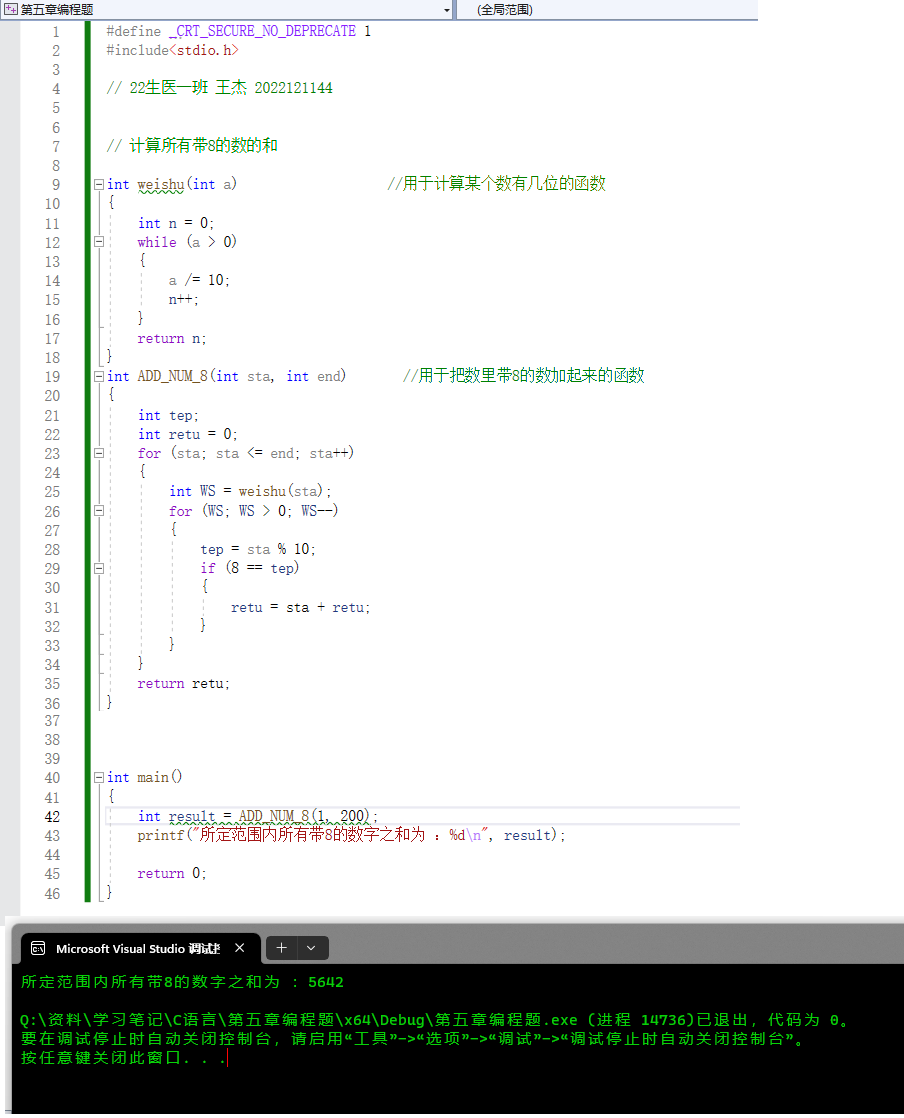 第五章编程题 (全局范围)
1 #define _CRT_SECURE_NO_DEPRECATE 1
2 #include<stdio.h>
3
4 // 22生医一班 王杰 2022121144
5
6
7 // 计算所有带8的数的和
8
9 int weishu(int a) //用于计算某个数有几位的函数
10 {
11 int n = 0;
12 while (a > 0)
13 {
14 a /= 10;
15 n++;
16 }
17 return n;
18 }
19 int ADD_NUM_8(int sta, int end) //用于把数里带8的数加起来的函数
20 {
21 int tep;
22 int retu = 0;
23 for (sta; sta <= end; sta++)
24 {
25 int WS = weishu(sta);
26 for (WS; WS > 0; WS--)
27 {
28 tep = sta % 10;
29 if (8 == tep)
30 {
31 retu = sta + retu;
32 }
33 }
34 }
35 return retu;
36 }
37
38
39
40 int main()
41 {
42 int result = ADD_NUM_8(1, 200);
43 printf("所定范围内所有带8的数字之和为 : %d\n", result);
44
45 return 0;
46 }
Microsoft Visual Studio 调试
所定范围内所有带8的数字之和为 : 5642
Q:\资料\学习笔记\C语言\第五章编程题\x64\Debug\第五章编程题.exe (进程 14736)已退出，代码为 0。
要在调试停止时自动关闭控制台，请启用“工具”->“选项”->“调试”->“调试停止时自动关闭控制台”。
按任意键关闭此窗口. . .